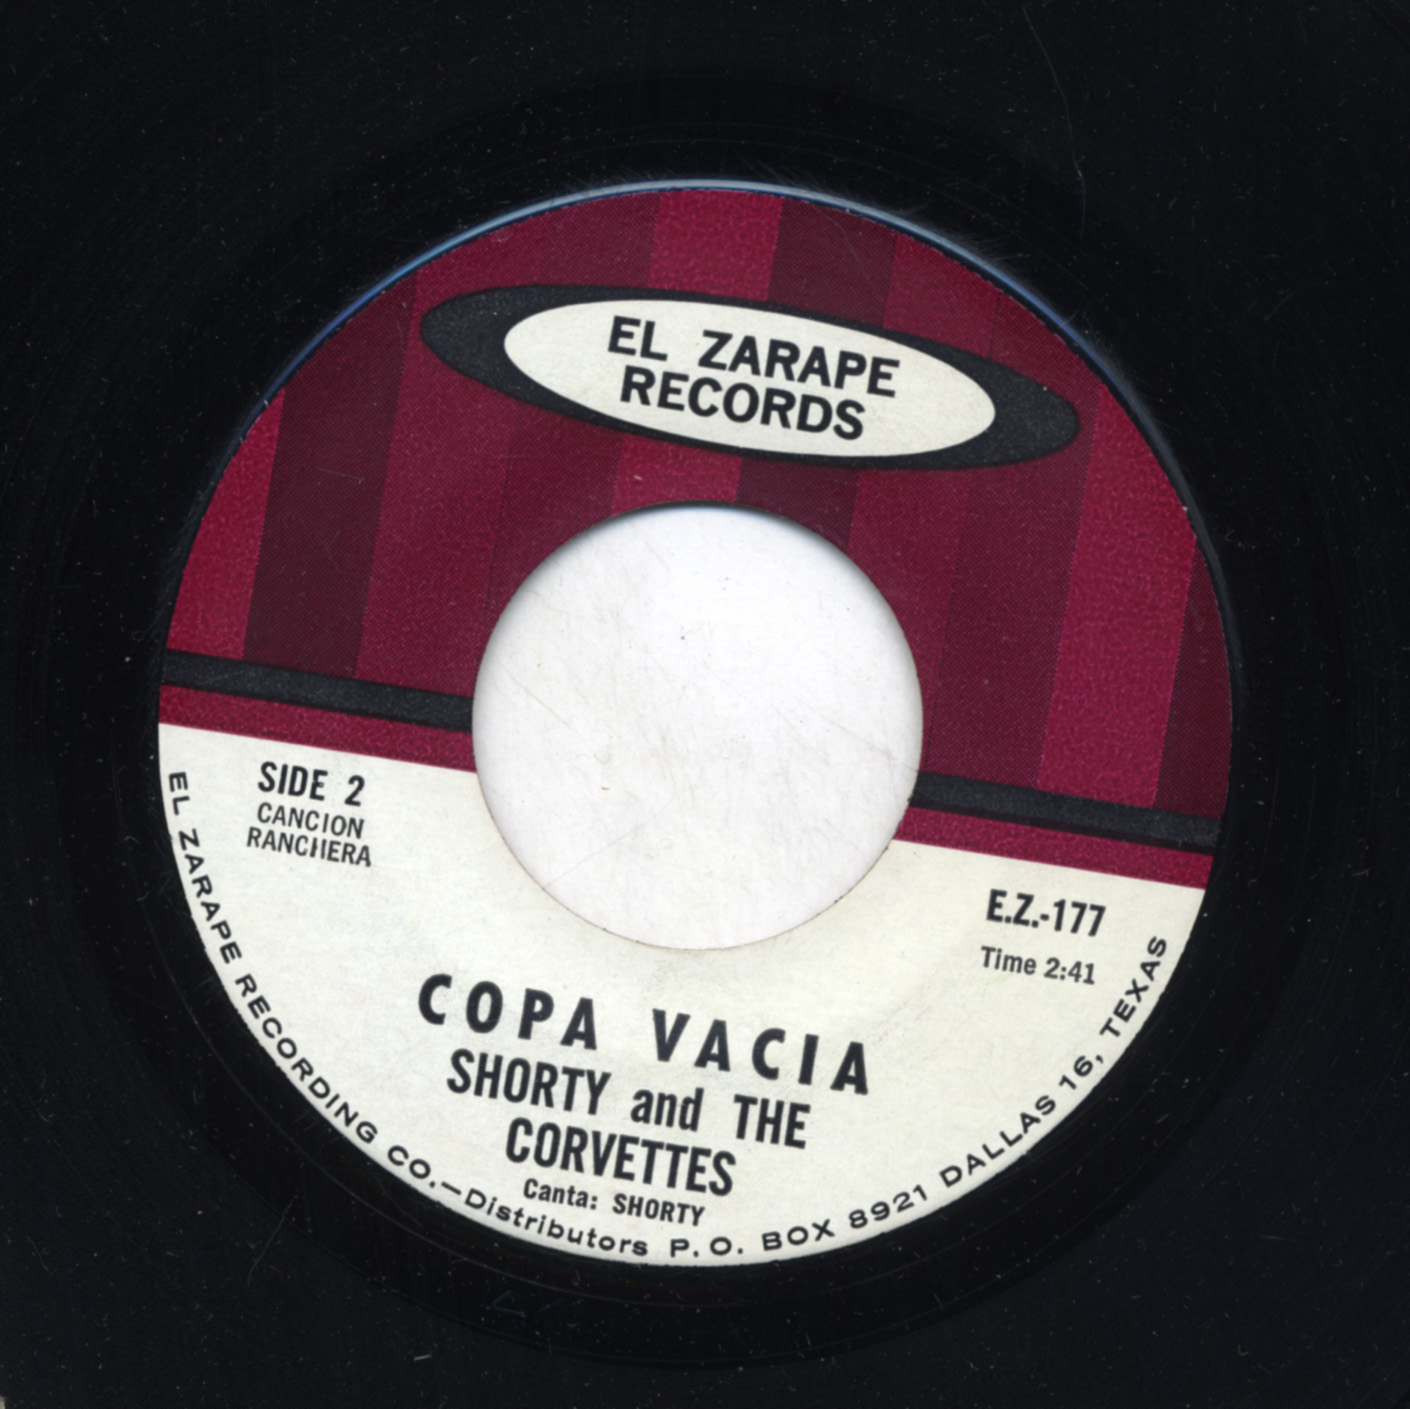 EL ZARAPE
RECORDS
SIDE 2
CANCION
RANCHERA
E.Z.-177
Time 2:41
COPA VACIA
SHORTY and THE
CORVETTES
Canta: SHORTY
EL ZARAPE RECORDING CO.—Distributors P. O. BOX 8921 DALLAS 16, TEXAS